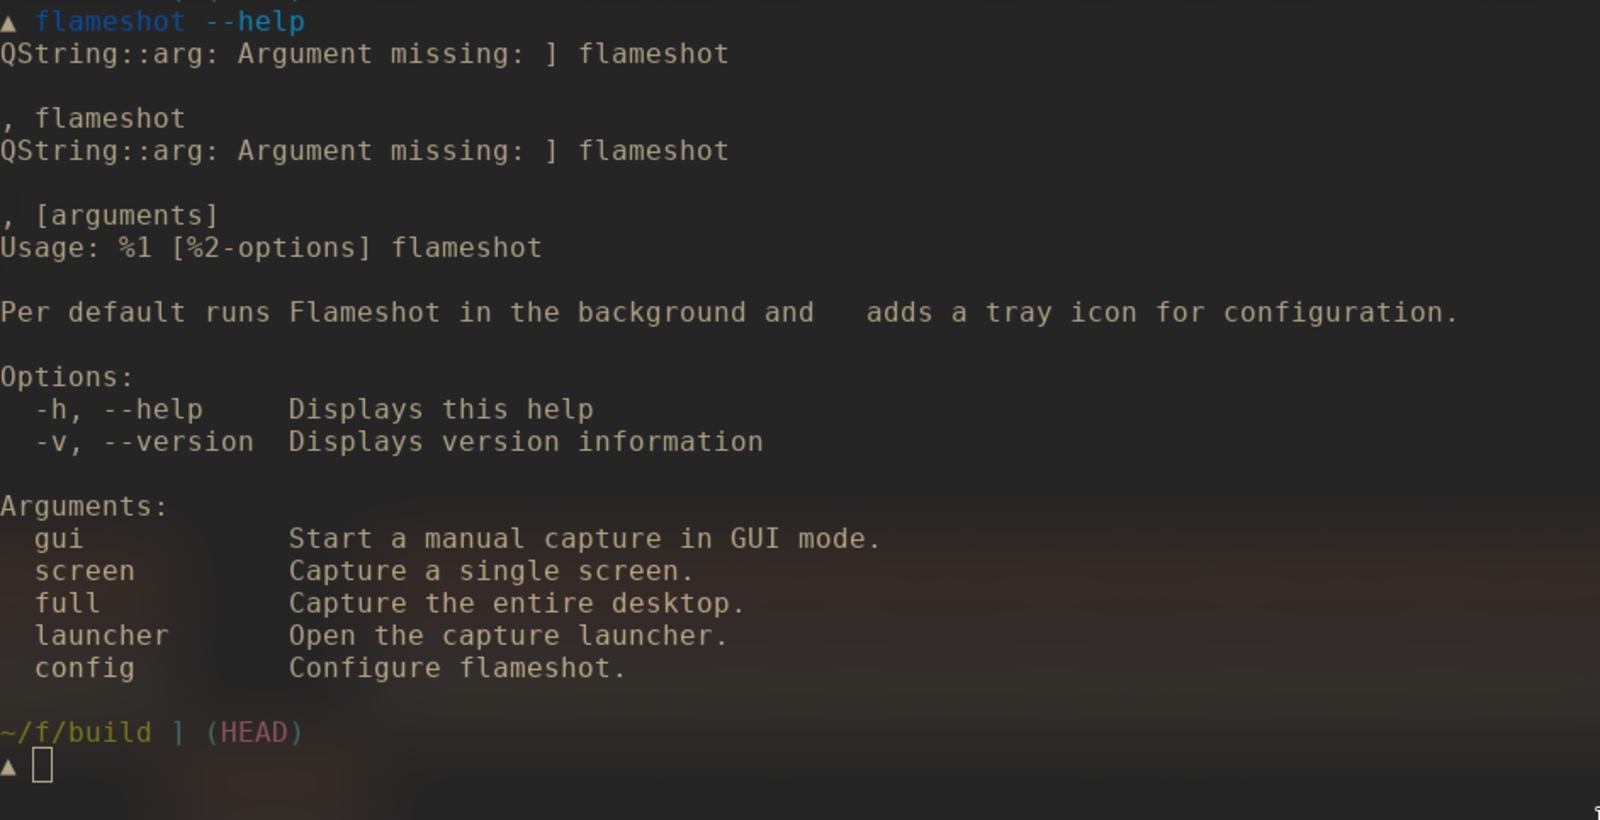 ▲ flameshot --help
QString::arg: Argument missing: ] flameshot
, flameshot
QString::arg: Argument missing: ] flameshot
, [arguments]
Usage: %1 [%2-options] flameshot
Per default runs Flameshot in the background and   adds a tray icon for configuration.
Options:
  -h, --help     Displays this help
  -v, --version  Displays version information
Arguments:
  gui            Start a manual capture in GUI mode.
  screen         Capture a single screen.
  full           Capture the entire desktop.
  launcher       Open the capture launcher.
  config         Configure flameshot.
~/f/build ] (HEAD)
▲